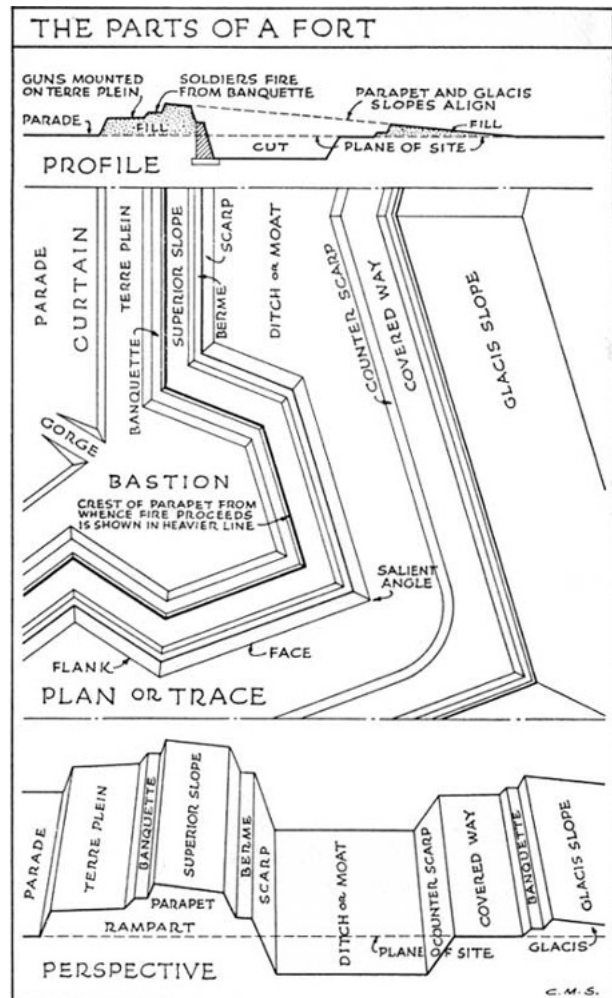 THE PARTS OF A FORT
GUNS MOUNTED
ON TERRE PLEIN
SOLDIERS FIRE
FROM BANQUETTE
PARAPET AND GLACIS
SLOPES ALIGN
PARADE
FILL
FILL
CUT
PLANE OF SITE
PROFILE
PARADE
CURTAIN
TERRE PLEIN
BANQUETTE
SUPERIOR SLOPE
BERME
SCARP
DITCH OR MOAT
COUNTER SCARP
COVERED WAY
GLACIS SLOPE
GORGE
BASTION
CREST OF PARAPET FROM
WHENCE FIRE PROCEEDS
IS SHOWN IN HEAVIER LINE
SALIENT
ANGLE
FACE
FLANK
PLAN OR TRACE
PARADE
TERRE PLEIN
BANQUETTE
SUPERIOR SLOPE
BERME
SCARP
DITCH OR MOAT
COUNTER SCARP
COVERED WAY
BANQUETTE
GLACIS SLOPE
PARAPET
RAMPART
PLANE OF SITE
GLACIS
PERSPECTIVE
C.M.S.